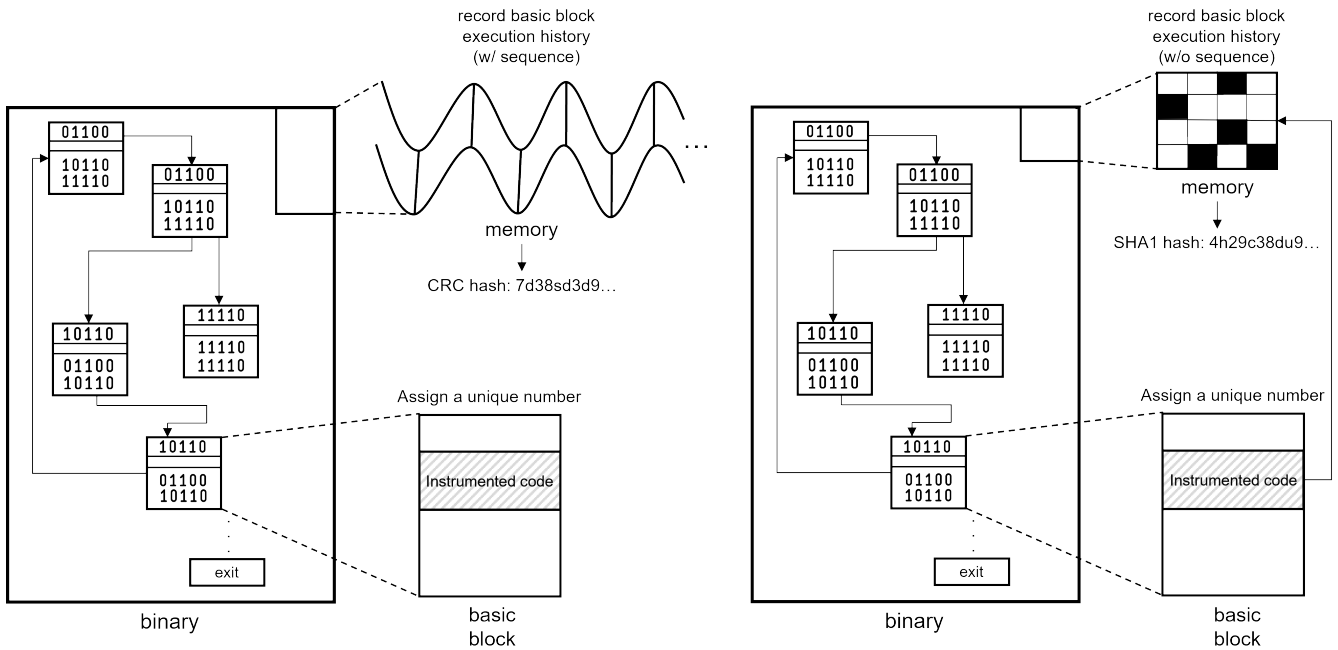 record basic block
execution history
(w/ sequence)
01100
10110
11110
01100
10110
11110
...
memory
CRC hash: 7d38sd3d9...
10110
01100
10110
11110
11110
11110
Assign a unique number
10110
01100
10110
Instrumented code
exit
binary
basic
block
record basic block
execution history
(w/o sequence)
01100
10110
11110
01100
10110
11110
memory
SHA1 hash: 4h29c38du9...
10110
01100
10110
11110
11110
11110
Assign a unique number
10110
01100
10110
Instrumented code
exit
binary
basic
block